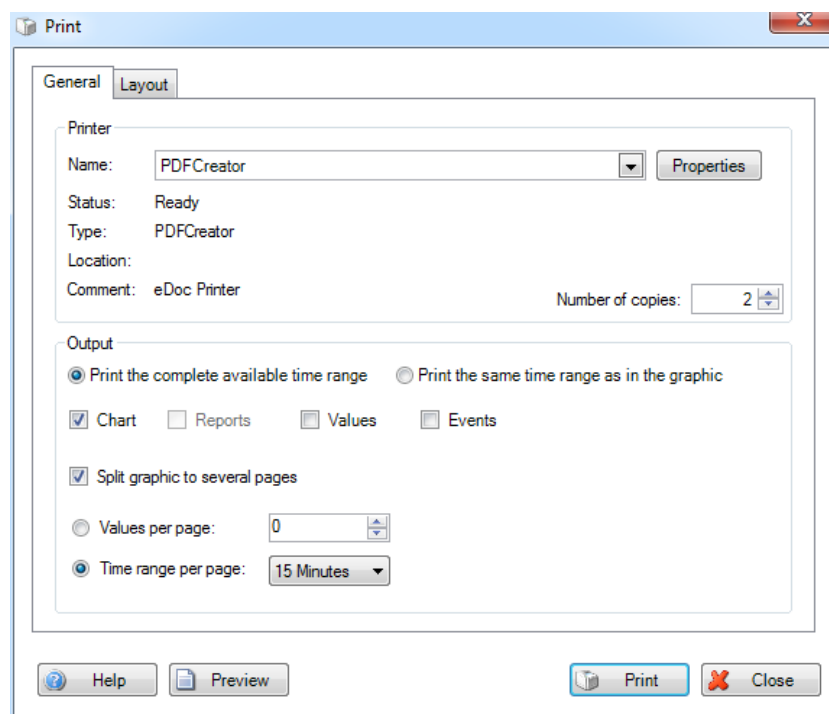 Print
General Layout
Printer
Name: PDFCreator Properties
Status: Ready
Type: PDFCreator
Location:
Comment: eDoc Printer
Number of copies: 2
Output
Print the complete available time range Print the same time range as in the graphic
Chart Reports Values Events
Split graphic to several pages
Values per page: 0
Time range per page: 15 Minutes
Help Preview Print Close